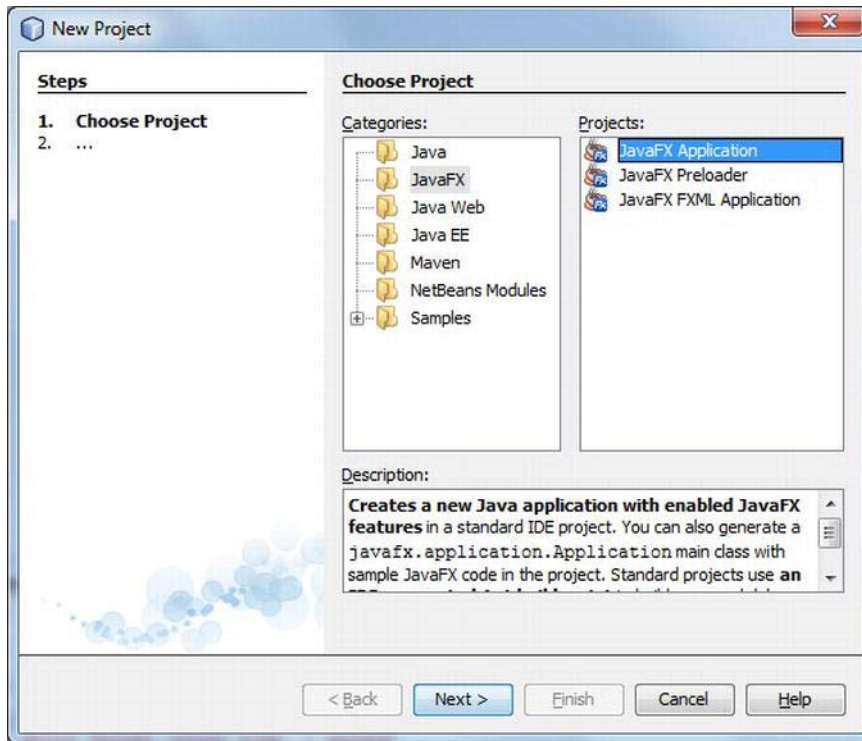 New Project
Steps
1. Choose Project
2. ...
Choose Project
Categories:
Java
JavaFX
Java Web
Java EE
Maven
NetBeans Modules
Samples
Projects:
JavaFX Application
JavaFX Preloader
JavaFX FXML Application
Description:
Creates a new Java application with enabled JavaFX
features in a standard IDE project. You can also generate a
javafx.application.Application main class with
sample JavaFX code in the project. Standard projects use an
< Back
Next >
Finish
Cancel
Help